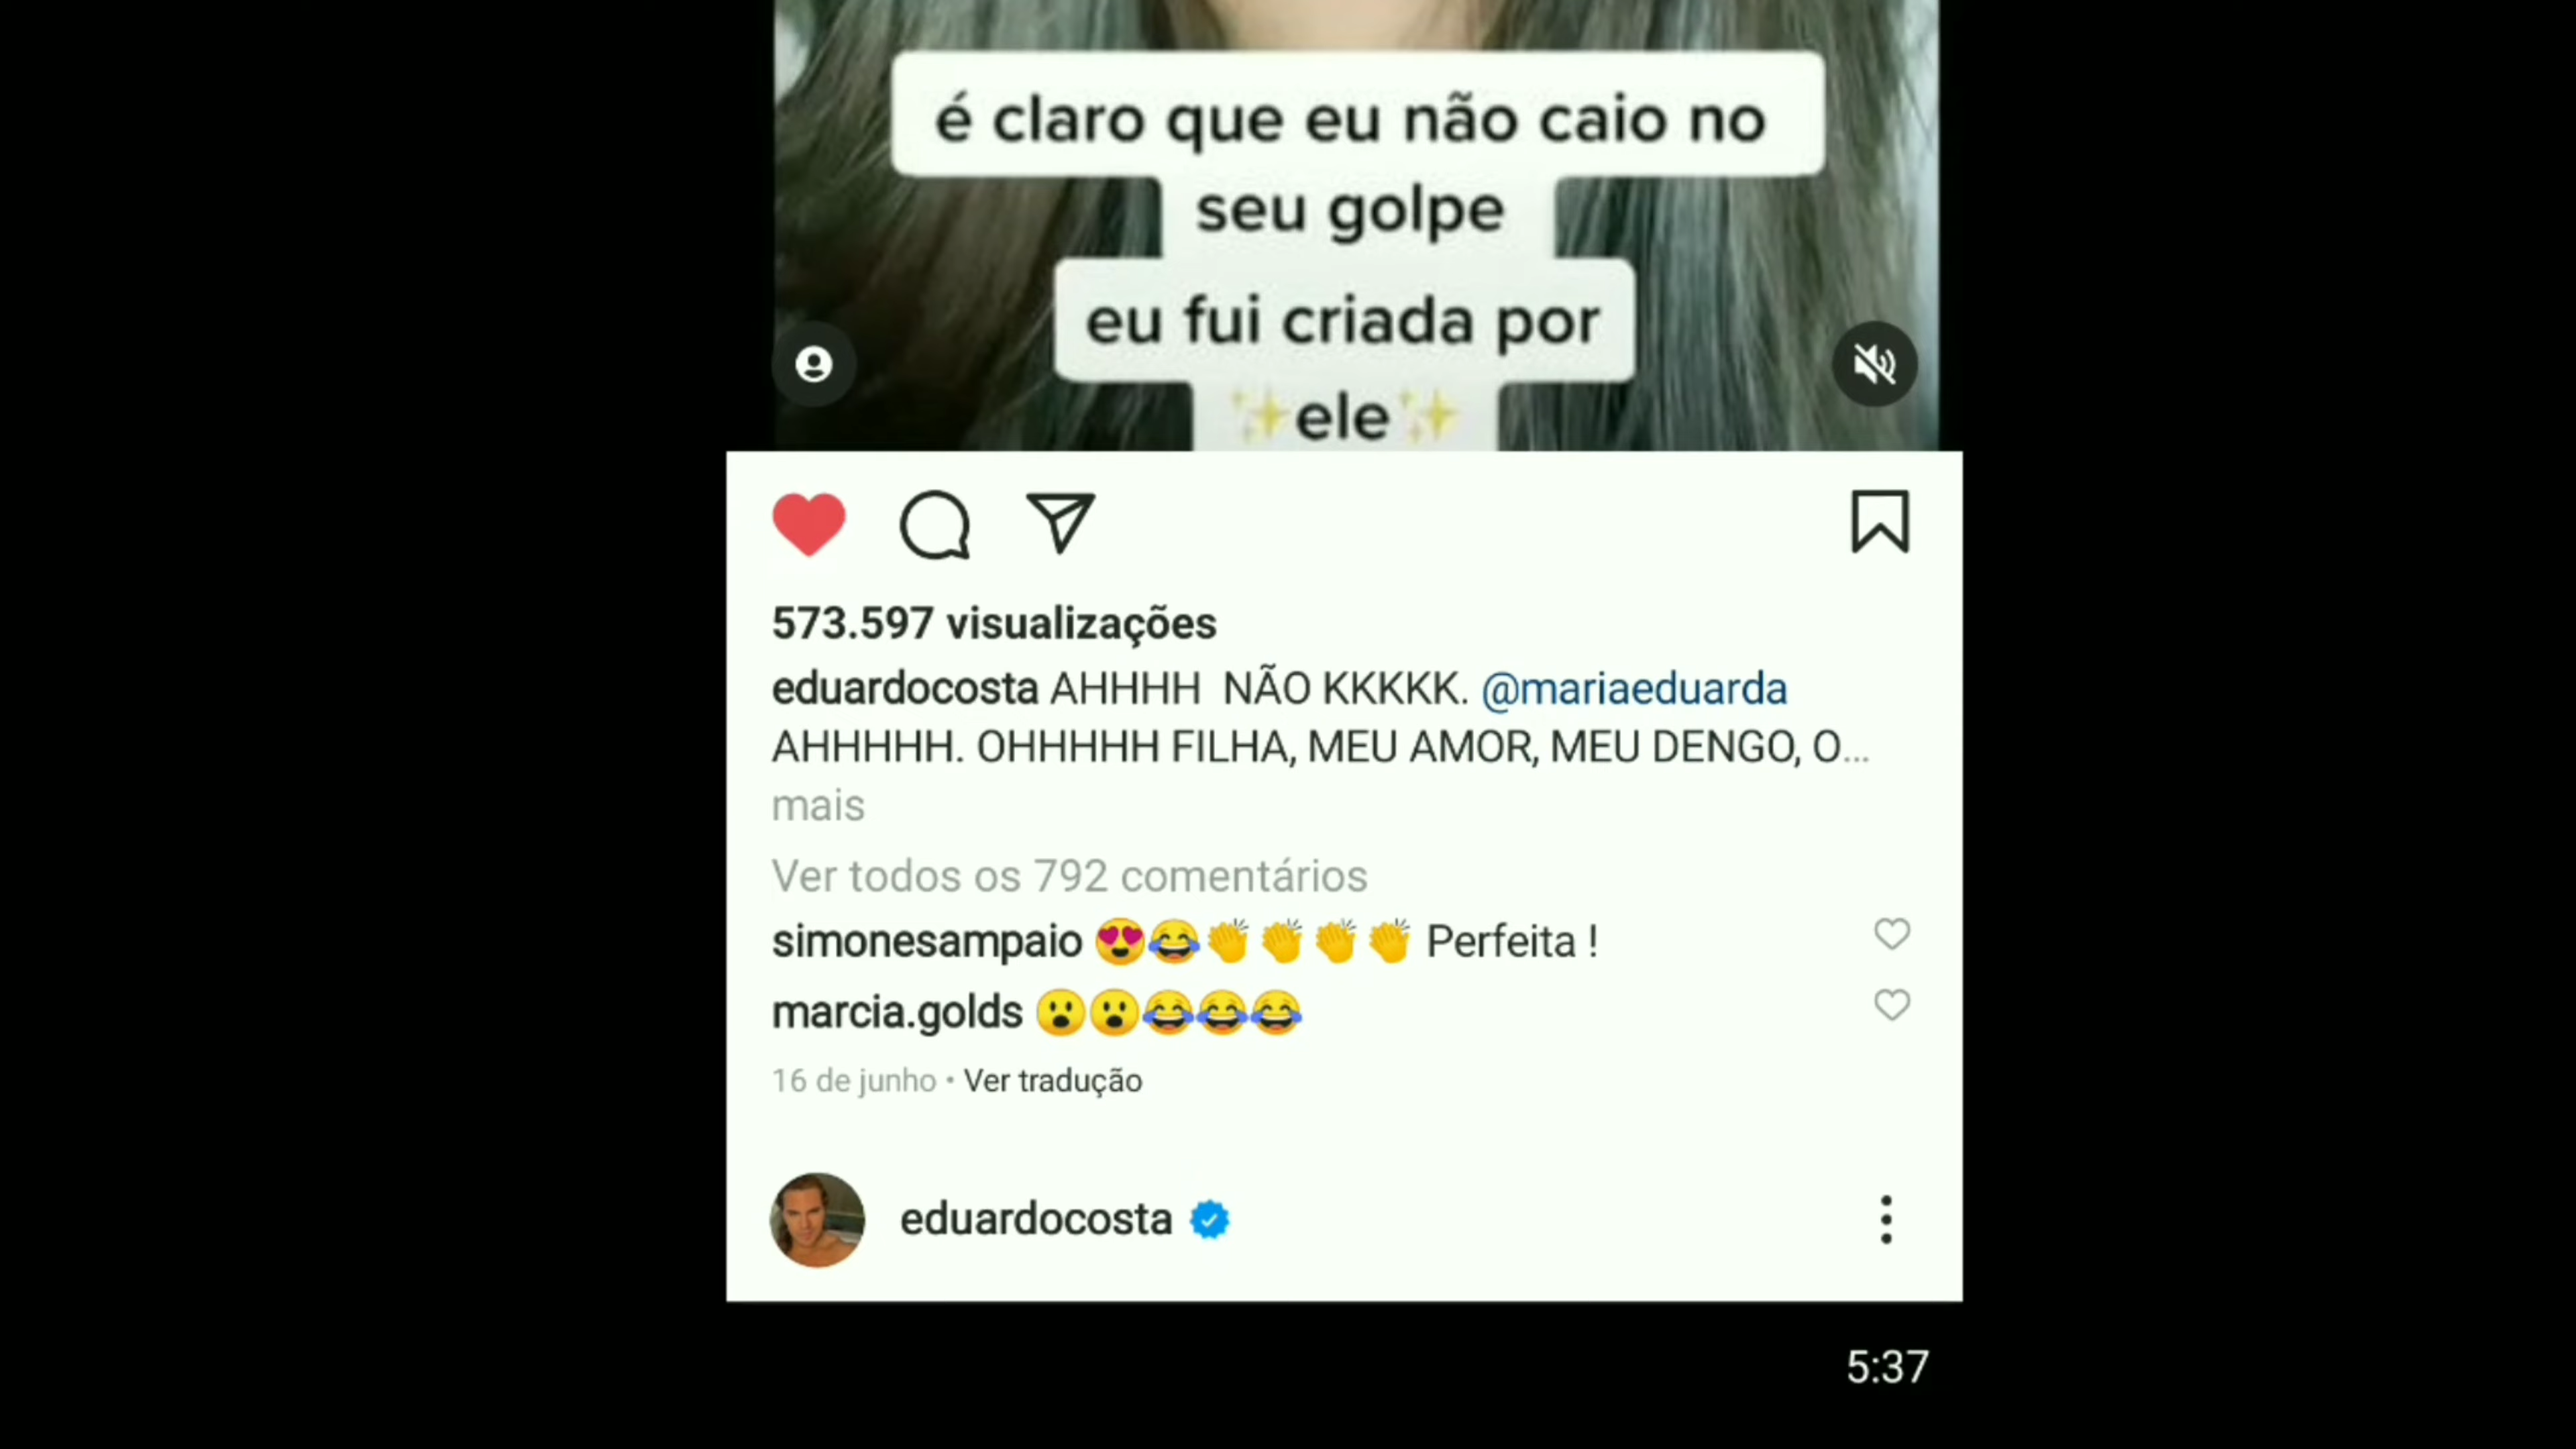 é claro que eu não caio no
seu golpe
eu fui criada por
✨ele✨
573.597 visualizações
eduardocosta AHHHH NÃO KKKKK. @mariaeduarda
AHHHHH. OHHHHH FILHA, MEU AMOR, MEU DENGO, O...
mais
Ver todos os 792 comentários
simonesampaio 😍😂👏👏👏👏 Perfeita !
marcia.golds 😮😮😂😂😂
16 de junho • Ver tradução
eduardocosta
5:37